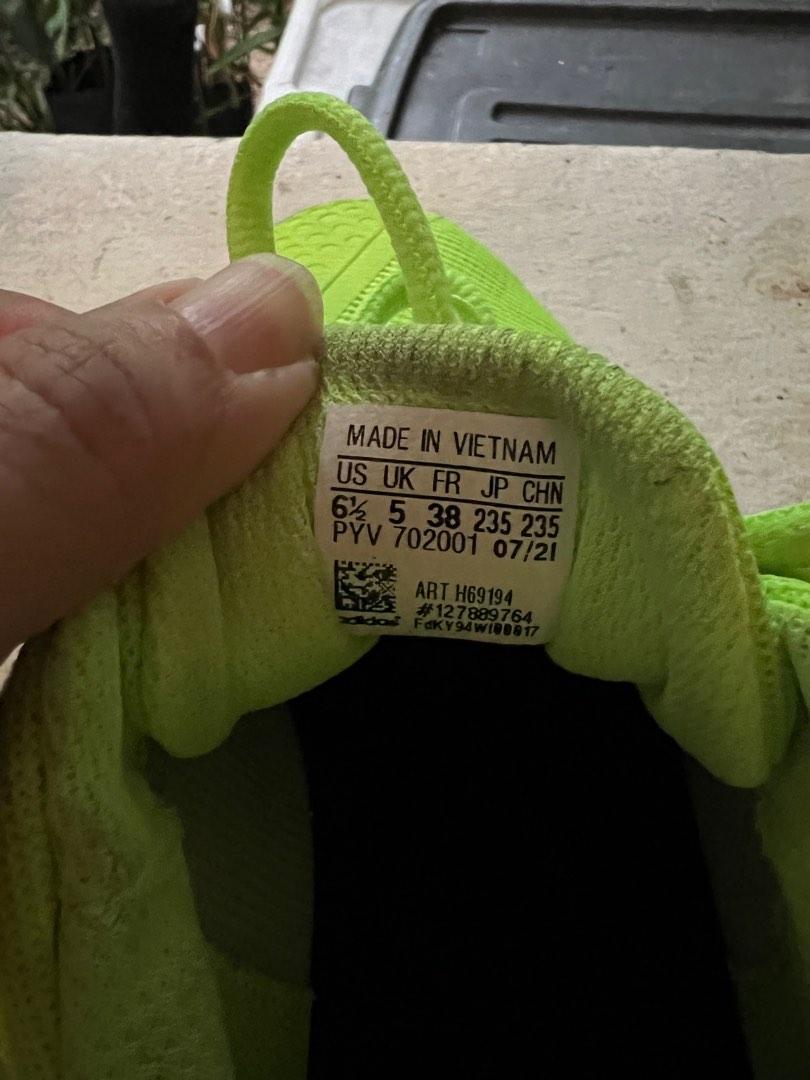 MADE IN VIETNAM
US UK FR JP CHN
6½ 5 38 235 235
PYV 702001 07/21
ART H69194
#127889764
adidas